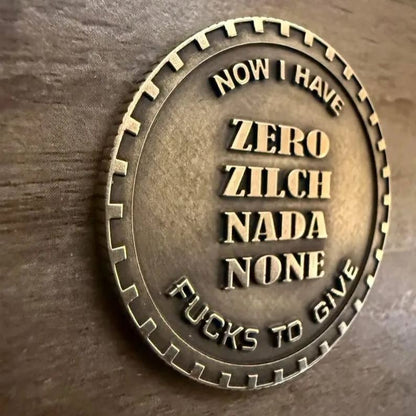 NOW I HAVE
ZERO
ZILCH
NADA
NONE
FUCKS TO GIVE